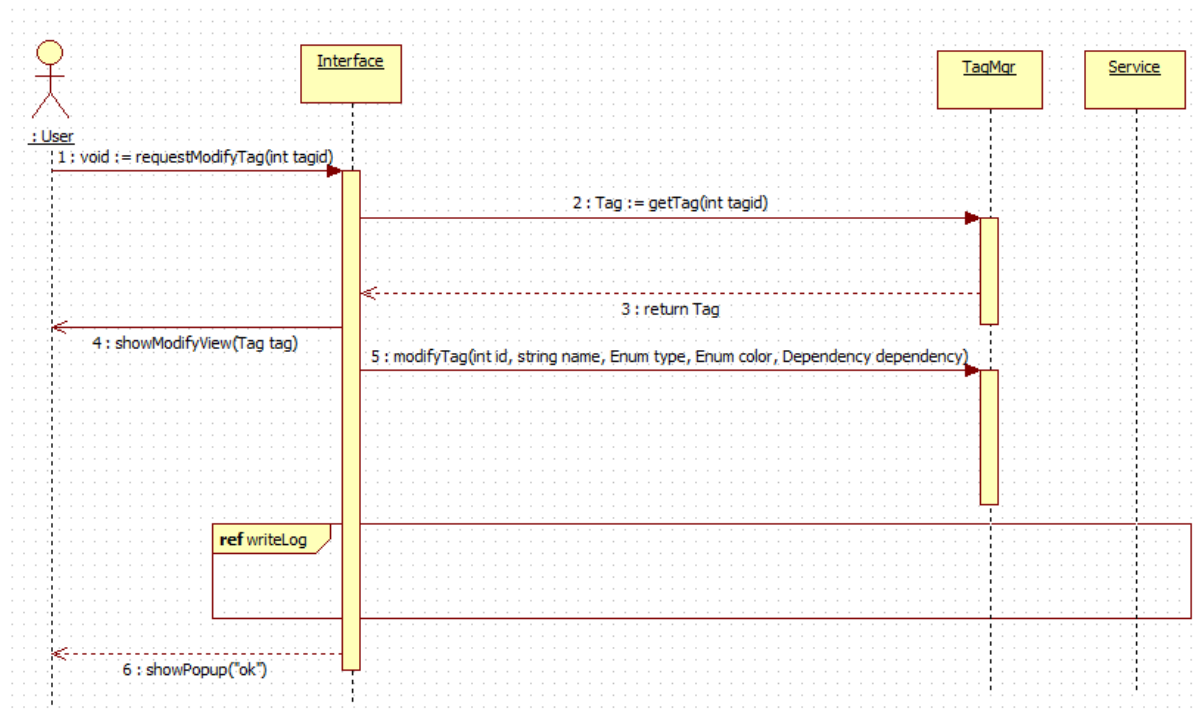 Interface
TagMgr
Service
: User
1 : void := requestModifyTag(int tagid)
2 : Tag := getTag(int tagid)
3 : return Tag
4 : showModifyView(Tag tag)
5 : modifyTag(int id, string name, Enum type, Enum color, Dependency dependency)
ref writeLog
6 : showPopup("ok")